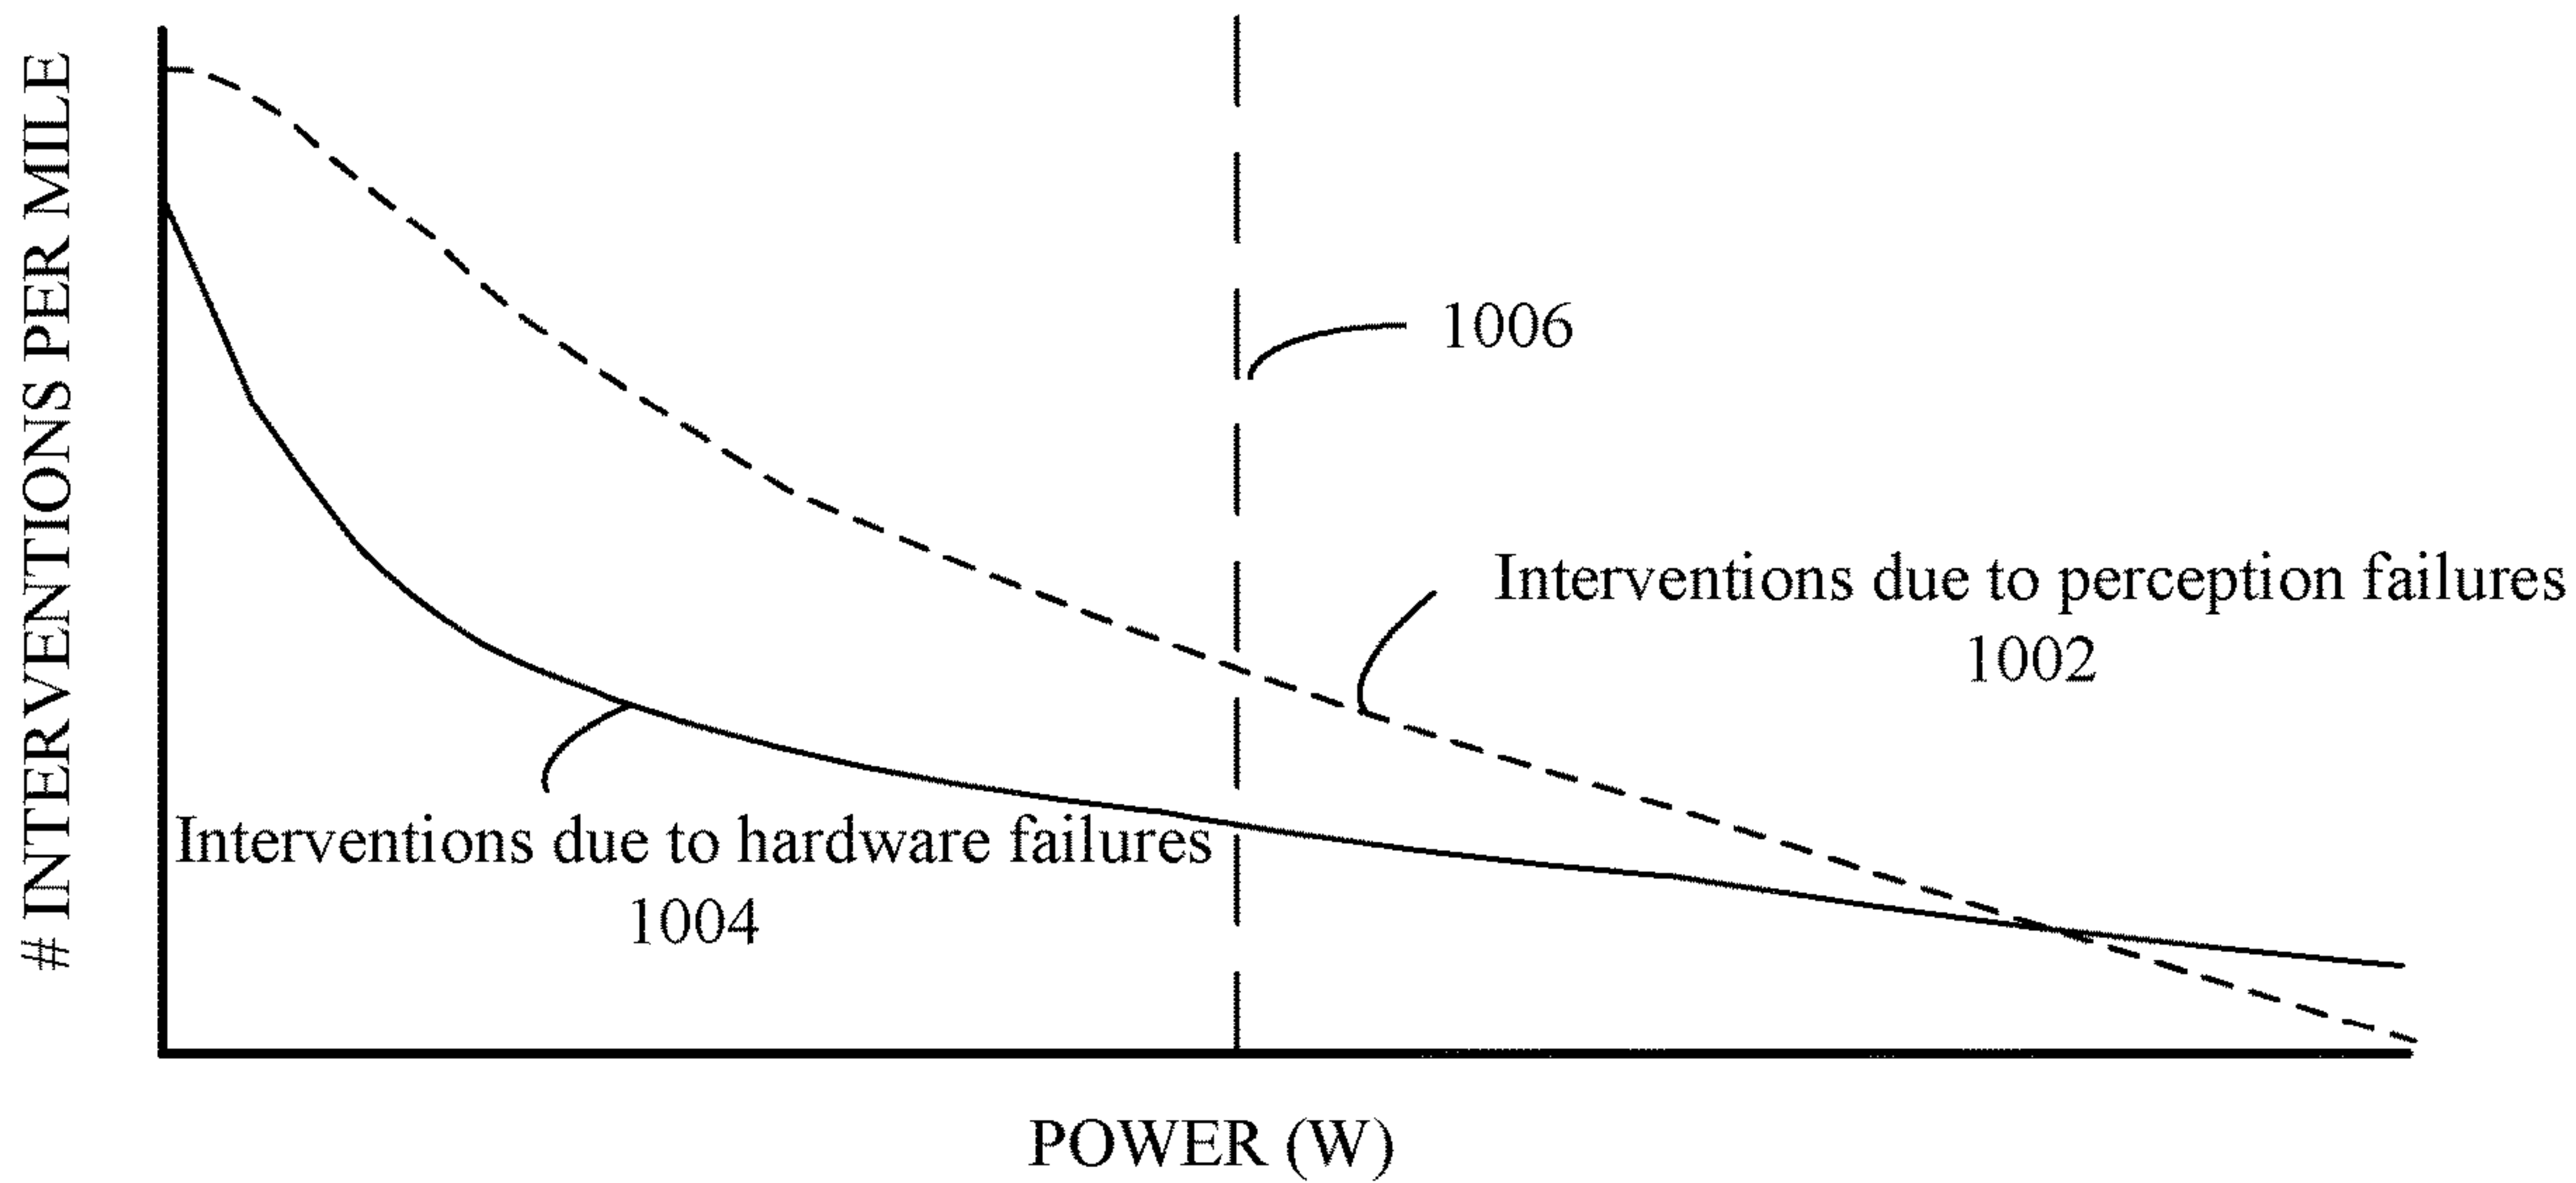 # INTERVENTIONS PER MILE
1006
Interventions due to perception failures
1002
Interventions due to hardware failures
1004
POWER (W)